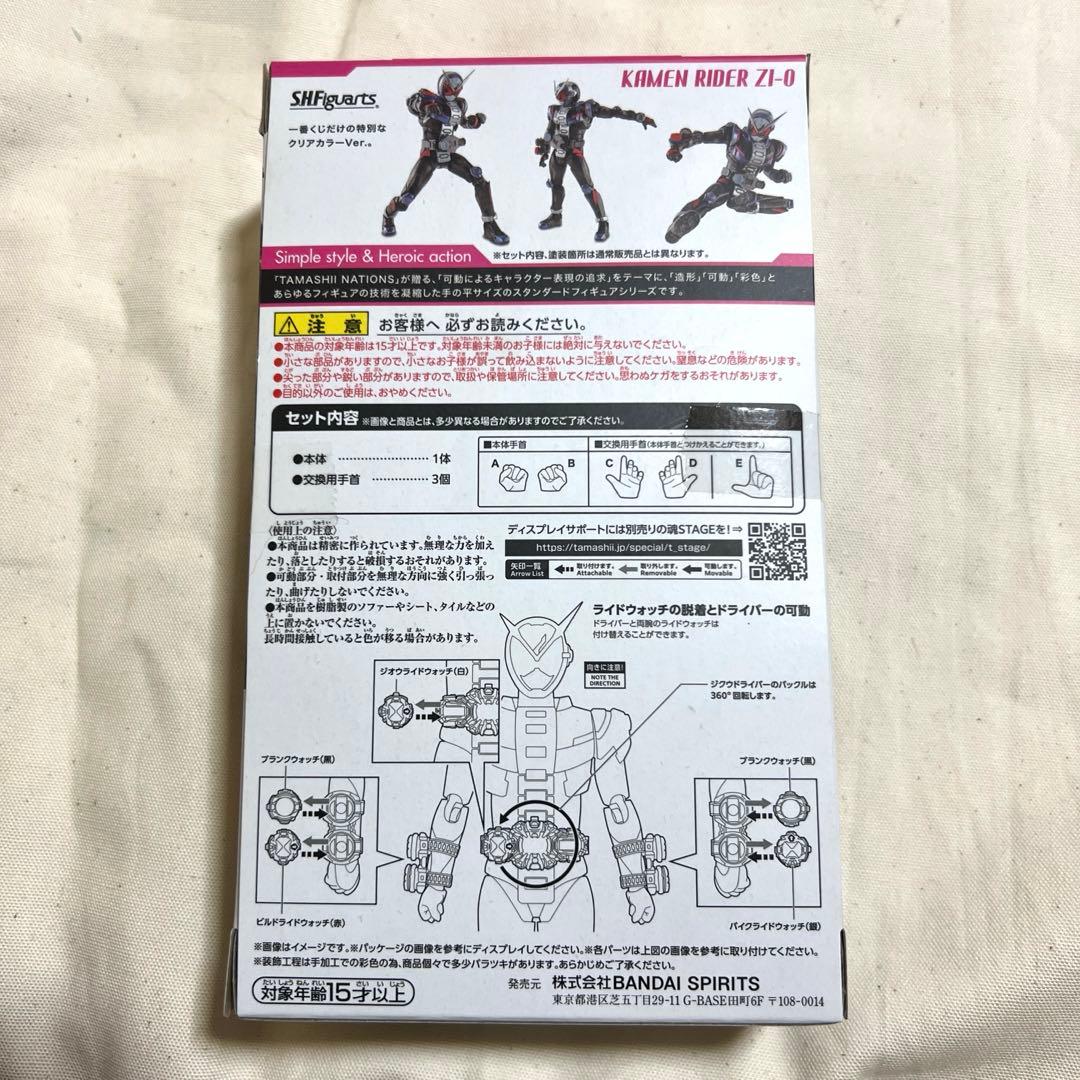 KAMEN RIDER ZI-O
S.H.Figuarts
一番くじだけの特別な
クリアカラーVer.。
Simple style & Heroic action
※セット内容、塗装箇所は通常販売品とは異なります。
「TAMASHII NATIONS」が贈る、「可動によるキャラクター表現の追求」をテーマに、「造形」「可動」「彩色」と
あらゆるフィギュアの技術を凝縮した手の平サイズのスタンダードフィギュアシリーズです。
注意 お客様へ 必ずお読みください。
●本商品の対象年齢は15才以上です。対象年齢未満のお子様には絶対に与えないでください。
●小さな部品がありますので、小さなお子様が誤って飲み込まないように注意してください。窒息などの危険があります。
●尖った部分や鋭い部分がありますので、取扱や保管場所に注意してください。思わぬケガをするおそれがあります。
●目的以外のご使用は、おやめください。
セット内容 ※画像と商品とは、多少異なる場合がありますのでご了承ください。
●本体 ………………… 1体
●交換用手首 ………… 3個
■本体手首
A B
■交換用手首(本体手首とつけかえることができます。)
C D E
〈使用上の注意〉
●本商品は精密に作られています。無理な力を加え
たり、落としたりすると破損するおそれがあります。
●可動部分・取付部分を無理な方向に強く引っ張っ
たり、曲げたりしないでください。
●本商品を樹脂製のソファーやシート、タイルなどの
上に置かないでください。
長時間接触していると色が移る場合があります。
ディスプレイサポートには別売りの魂STAGEを!⇒
https://tamashii.jp/special/t_stage/
矢印一覧 Arrow List
取り付けます。 Attachable
取り外します。 Removable
可動します。 Movable
ライドウォッチの脱着とドライバーの可動
ドライバーと両腕のライドウォッチは
付け替えることができます。
ジオウライドウォッチ(白)
向きに注意!
NOTE THE
DIRECTION
ジクウドライバーのバックルは
360°回転します。
ブランクウォッチ(黒)
ブランクウォッチ(黒)
ビルドライドウォッチ(赤)
バイクライドウォッチ(銀)
※画像はイメージです。※パッケージの画像を参考にディスプレイしてください。※各パーツは上図の画像を参考に取り付けてください。
※装飾工程は手加工での彩色の為、商品個々で多少バラツキがあります。あらかじめご了承ください。
対象年齢15才以上
発売元 株式会社BANDAI SPIRITS
東京都港区芝五丁目29-11 G-BASE田町6F 〒108-0014